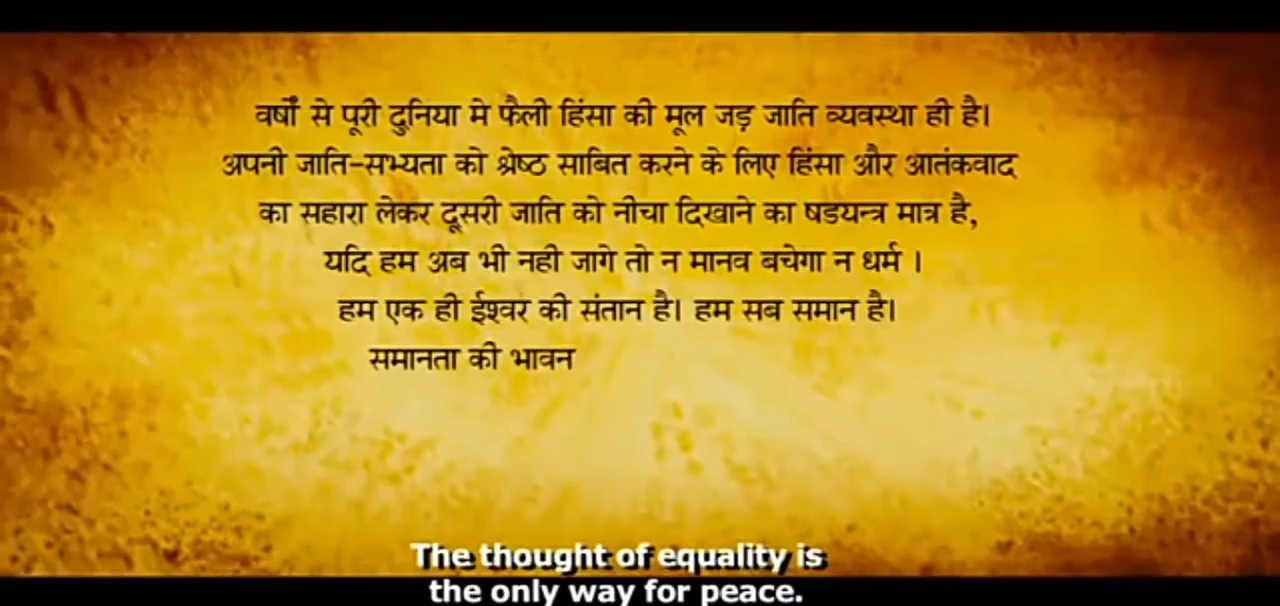 वर्षों से पूरी दुनिया मे फैली हिंसा की मूल जड़ जाति व्यवस्था ही है।
अपनी जाति-सभ्यता को श्रेष्ठ साबित करने के लिए हिंसा और आतंकवाद
का सहारा लेकर दूसरी जाति को नीचा दिखाने का षडयन्त्र मात्र है,
यदि हम अब भी नही जागे तो न मानव बचेगा न धर्म ।
हम एक ही ईश्वर की संतान है। हम सब समान है।
समानता की भावन
The thought of equality is
the only way for peace.